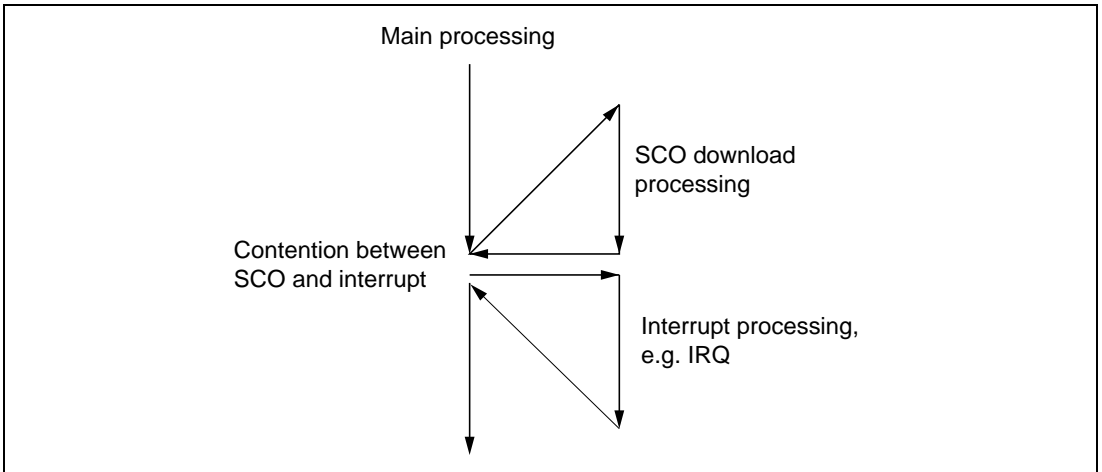 Main processing
SCO download
processing
Contention between
SCO and interrupt
Interrupt processing,
e.g. IRQ